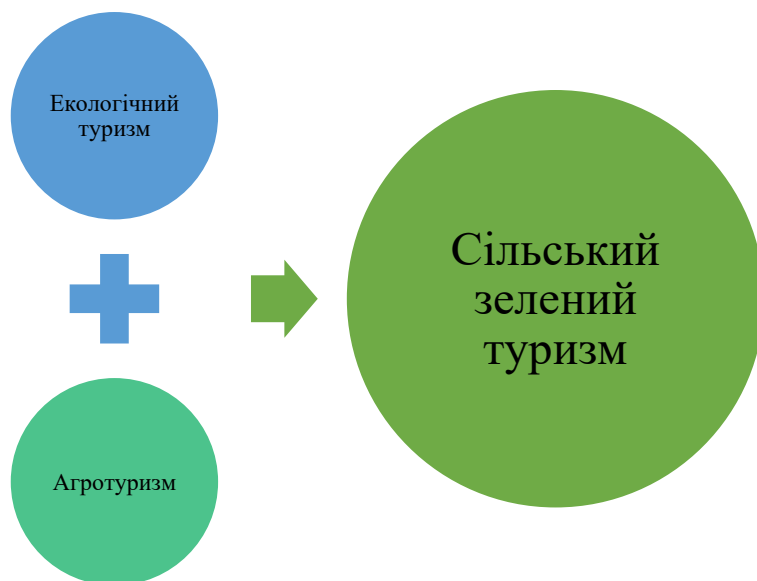 Екологічний
туризм
Агротуризм
Сільський
зелений
туризм